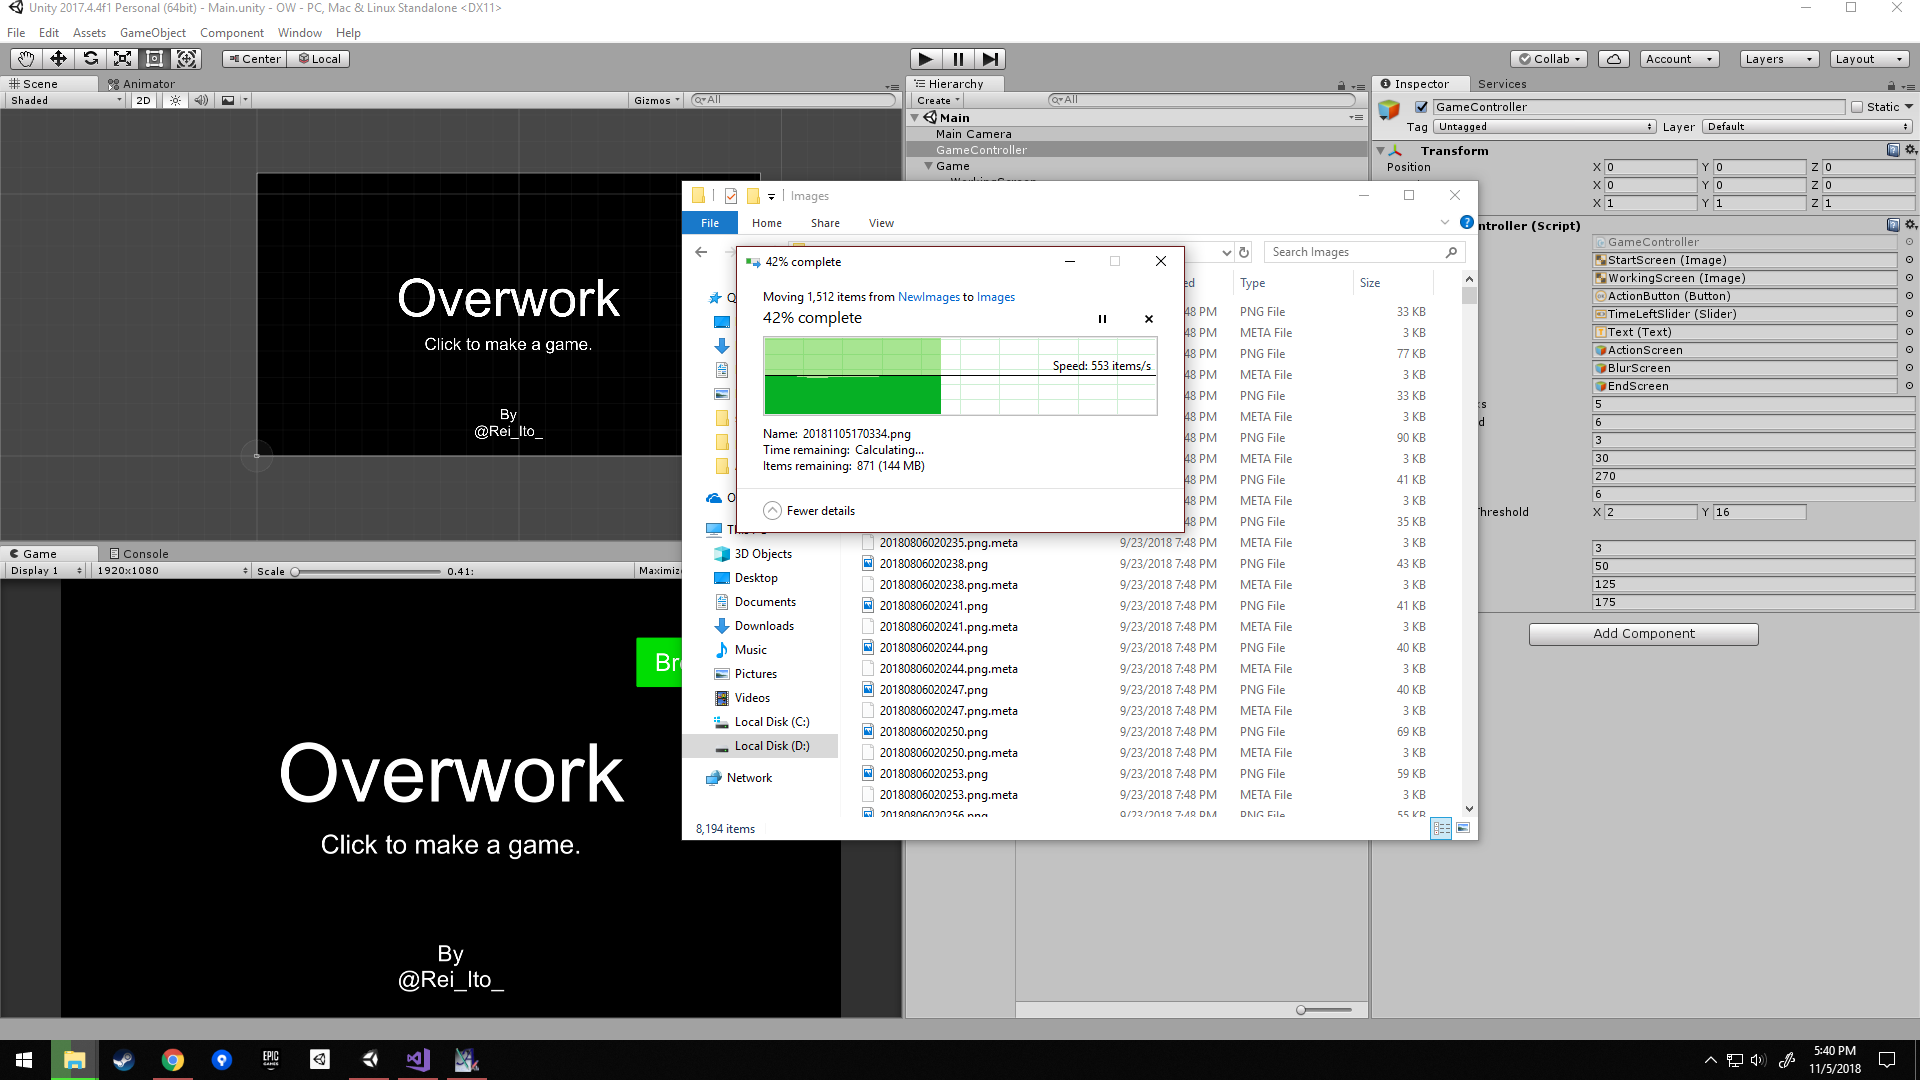 Unity 2017.4.4f1 Personal (64bit) - Main.unity - OW - PC, Mac & Linux Standalone <DX11>
File Edit Assets GameObject Component Window Help
Center Local
Collab Account Layers Layout
Scene Animator
Shaded 2D Gizmos All
Overwork
Click to make a game.
By
@Rei_Ito_
Game Console
Display 1 1920x1080 Scale 0.41:
Overwork
Click to make a game.
By
@Rei_Ito_
Hierarchy
Create All
Main
Main Camera
GameController
Game
Images
File Home Share View
Search Images
Type Size
48 PM PNG File 33 KB
48 PM META File 3 KB
48 PM PNG File 77 KB
48 PM META File 3 KB
48 PM PNG File 33 KB
48 PM META File 3 KB
48 PM PNG File 90 KB
48 PM META File 3 KB
48 PM PNG File 41 KB
48 PM META File 3 KB
48 PM PNG File 35 KB
20180806020235.png.meta 9/23/2018 7:48 PM META File 3 KB
20180806020238.png 9/23/2018 7:48 PM PNG File 43 KB
20180806020238.png.meta 9/23/2018 7:48 PM META File 3 KB
20180806020241.png 9/23/2018 7:48 PM PNG File 41 KB
20180806020241.png.meta 9/23/2018 7:48 PM META File 3 KB
20180806020244.png 9/23/2018 7:48 PM PNG File 40 KB
20180806020244.png.meta 9/23/2018 7:48 PM META File 3 KB
20180806020247.png 9/23/2018 7:48 PM PNG File 40 KB
20180806020247.png.meta 9/23/2018 7:48 PM META File 3 KB
20180806020250.png 9/23/2018 7:48 PM PNG File 69 KB
20180806020250.png.meta 9/23/2018 7:48 PM META File 3 KB
20180806020253.png 9/23/2018 7:48 PM PNG File 59 KB
20180806020253.png.meta 9/23/2018 7:48 PM META File 3 KB
20180806020256.png 9/23/2018 7:48 PM PNG File 55 KB
3D Objects
Desktop
Documents
Downloads
Music
Pictures
Videos
Local Disk (C:)
Local Disk (D:)
Network
8,194 items
42% complete
Moving 1,512 items from NewImages to Images
42% complete
Speed: 553 items/s
Name: 20181105170334.png
Time remaining: Calculating...
Items remaining: 871 (144 MB)
Fewer details
Inspector Services
GameController Static
Tag Untagged Layer Default
Transform
Position X 0 Y 0 Z 0
X 0 Y 0 Z 0
X 1 Y 1 Z 1
ntroller (Script)
GameController
StartScreen (Image)
WorkingScreen (Image)
ActionButton (Button)
TimeLeftSlider (Slider)
Text (Text)
ActionScreen
BlurScreen
EndScreen
5
6
3
30
270
6
Threshold X 2 Y 16
3
50
125
175
Add Component
EPIC GAMES
5:40 PM
11/5/2018